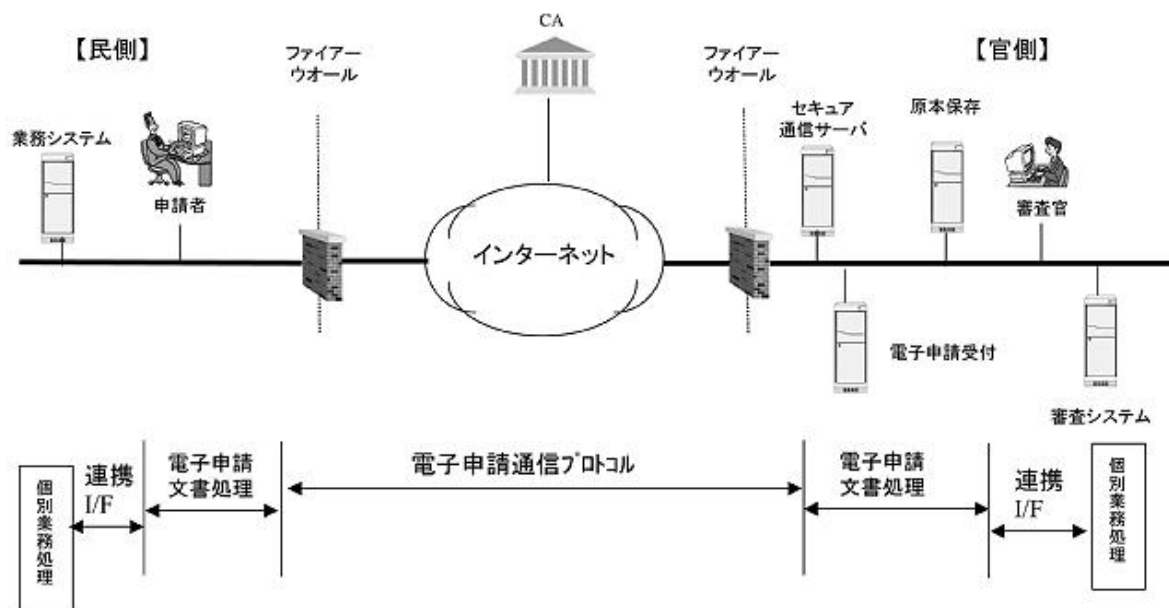 CA
【民側】
ファイアー
ウオール
ファイアー
ウオール
【官側】
業務システム
申請者
セキュア
通信サーバ
原本保存
審査官
インターネット
電子申請受付
審査システム
個別業務処理
連携
I/F
電子申請
文書処理
電子申請通信プロトコル
電子申請
文書処理
連携
I/F
個別業務処理